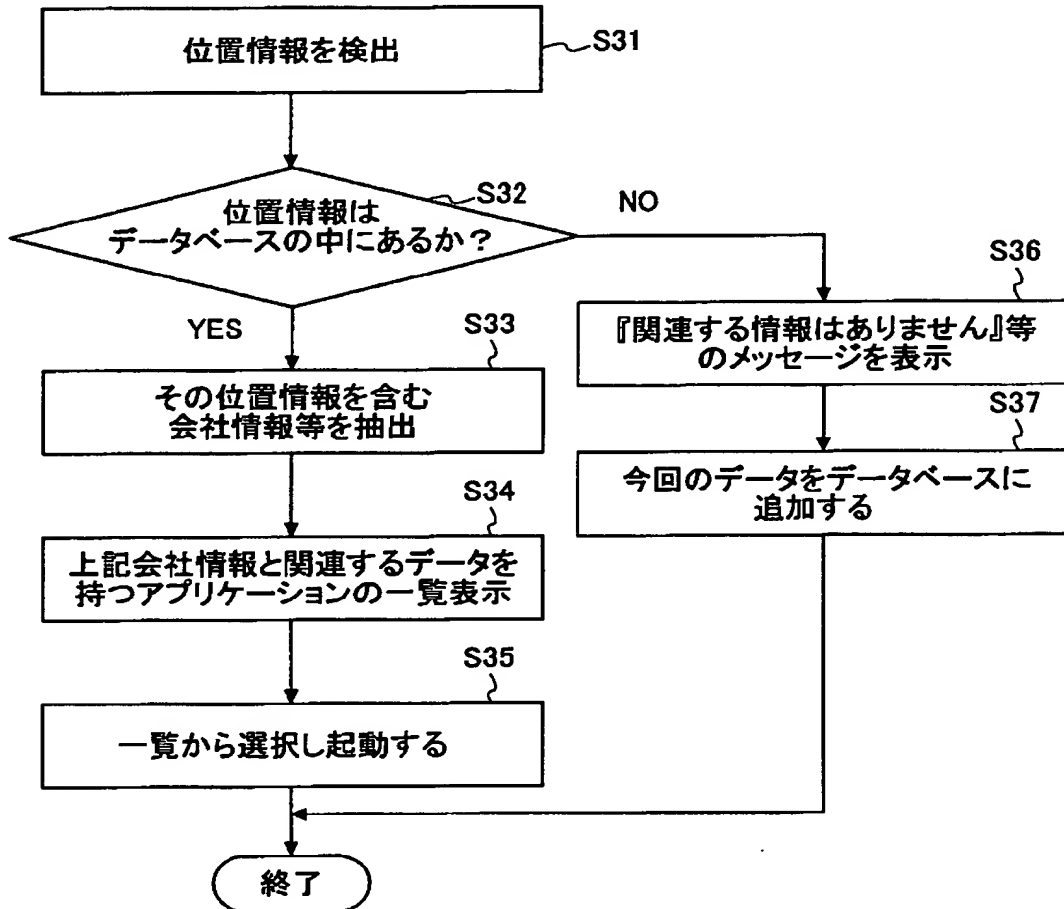 位置情報を検出
S31
S32
位置情報は
データベースの中にあるか?
NO
YES
S33
その位置情報を含む
会社情報等を抽出
S34
上記会社情報と関連するデータを
持つアプリケーションの一覧表示
S35
一覧から選択し起動する
S36
『関連する情報はありません』等
のメッセージを表示
S37
今回のデータをデータベースに
追加する
終了